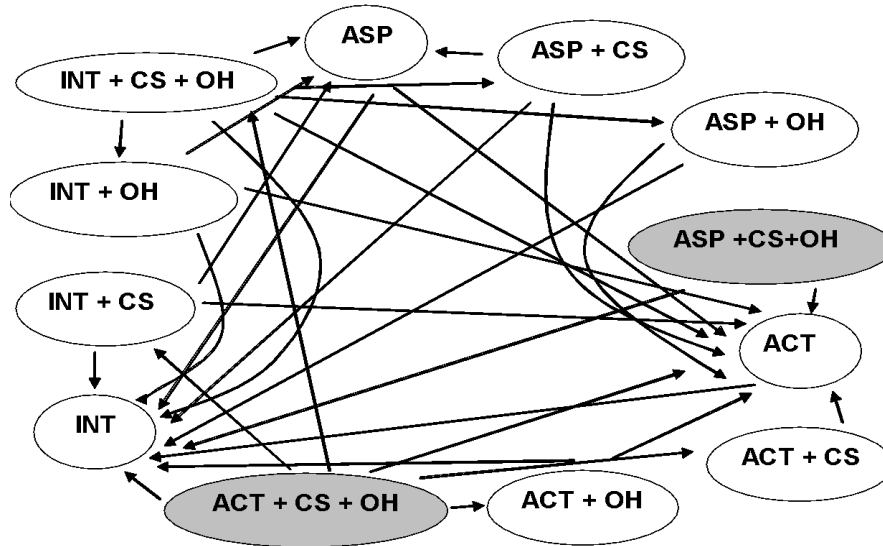 ASP
ASP + CS
INT + CS + OH
ASP + OH
INT + OH
ASP +CS+OH
INT + CS
ACT
INT
ACT + CS
ACT + CS + OH
ACT + OH